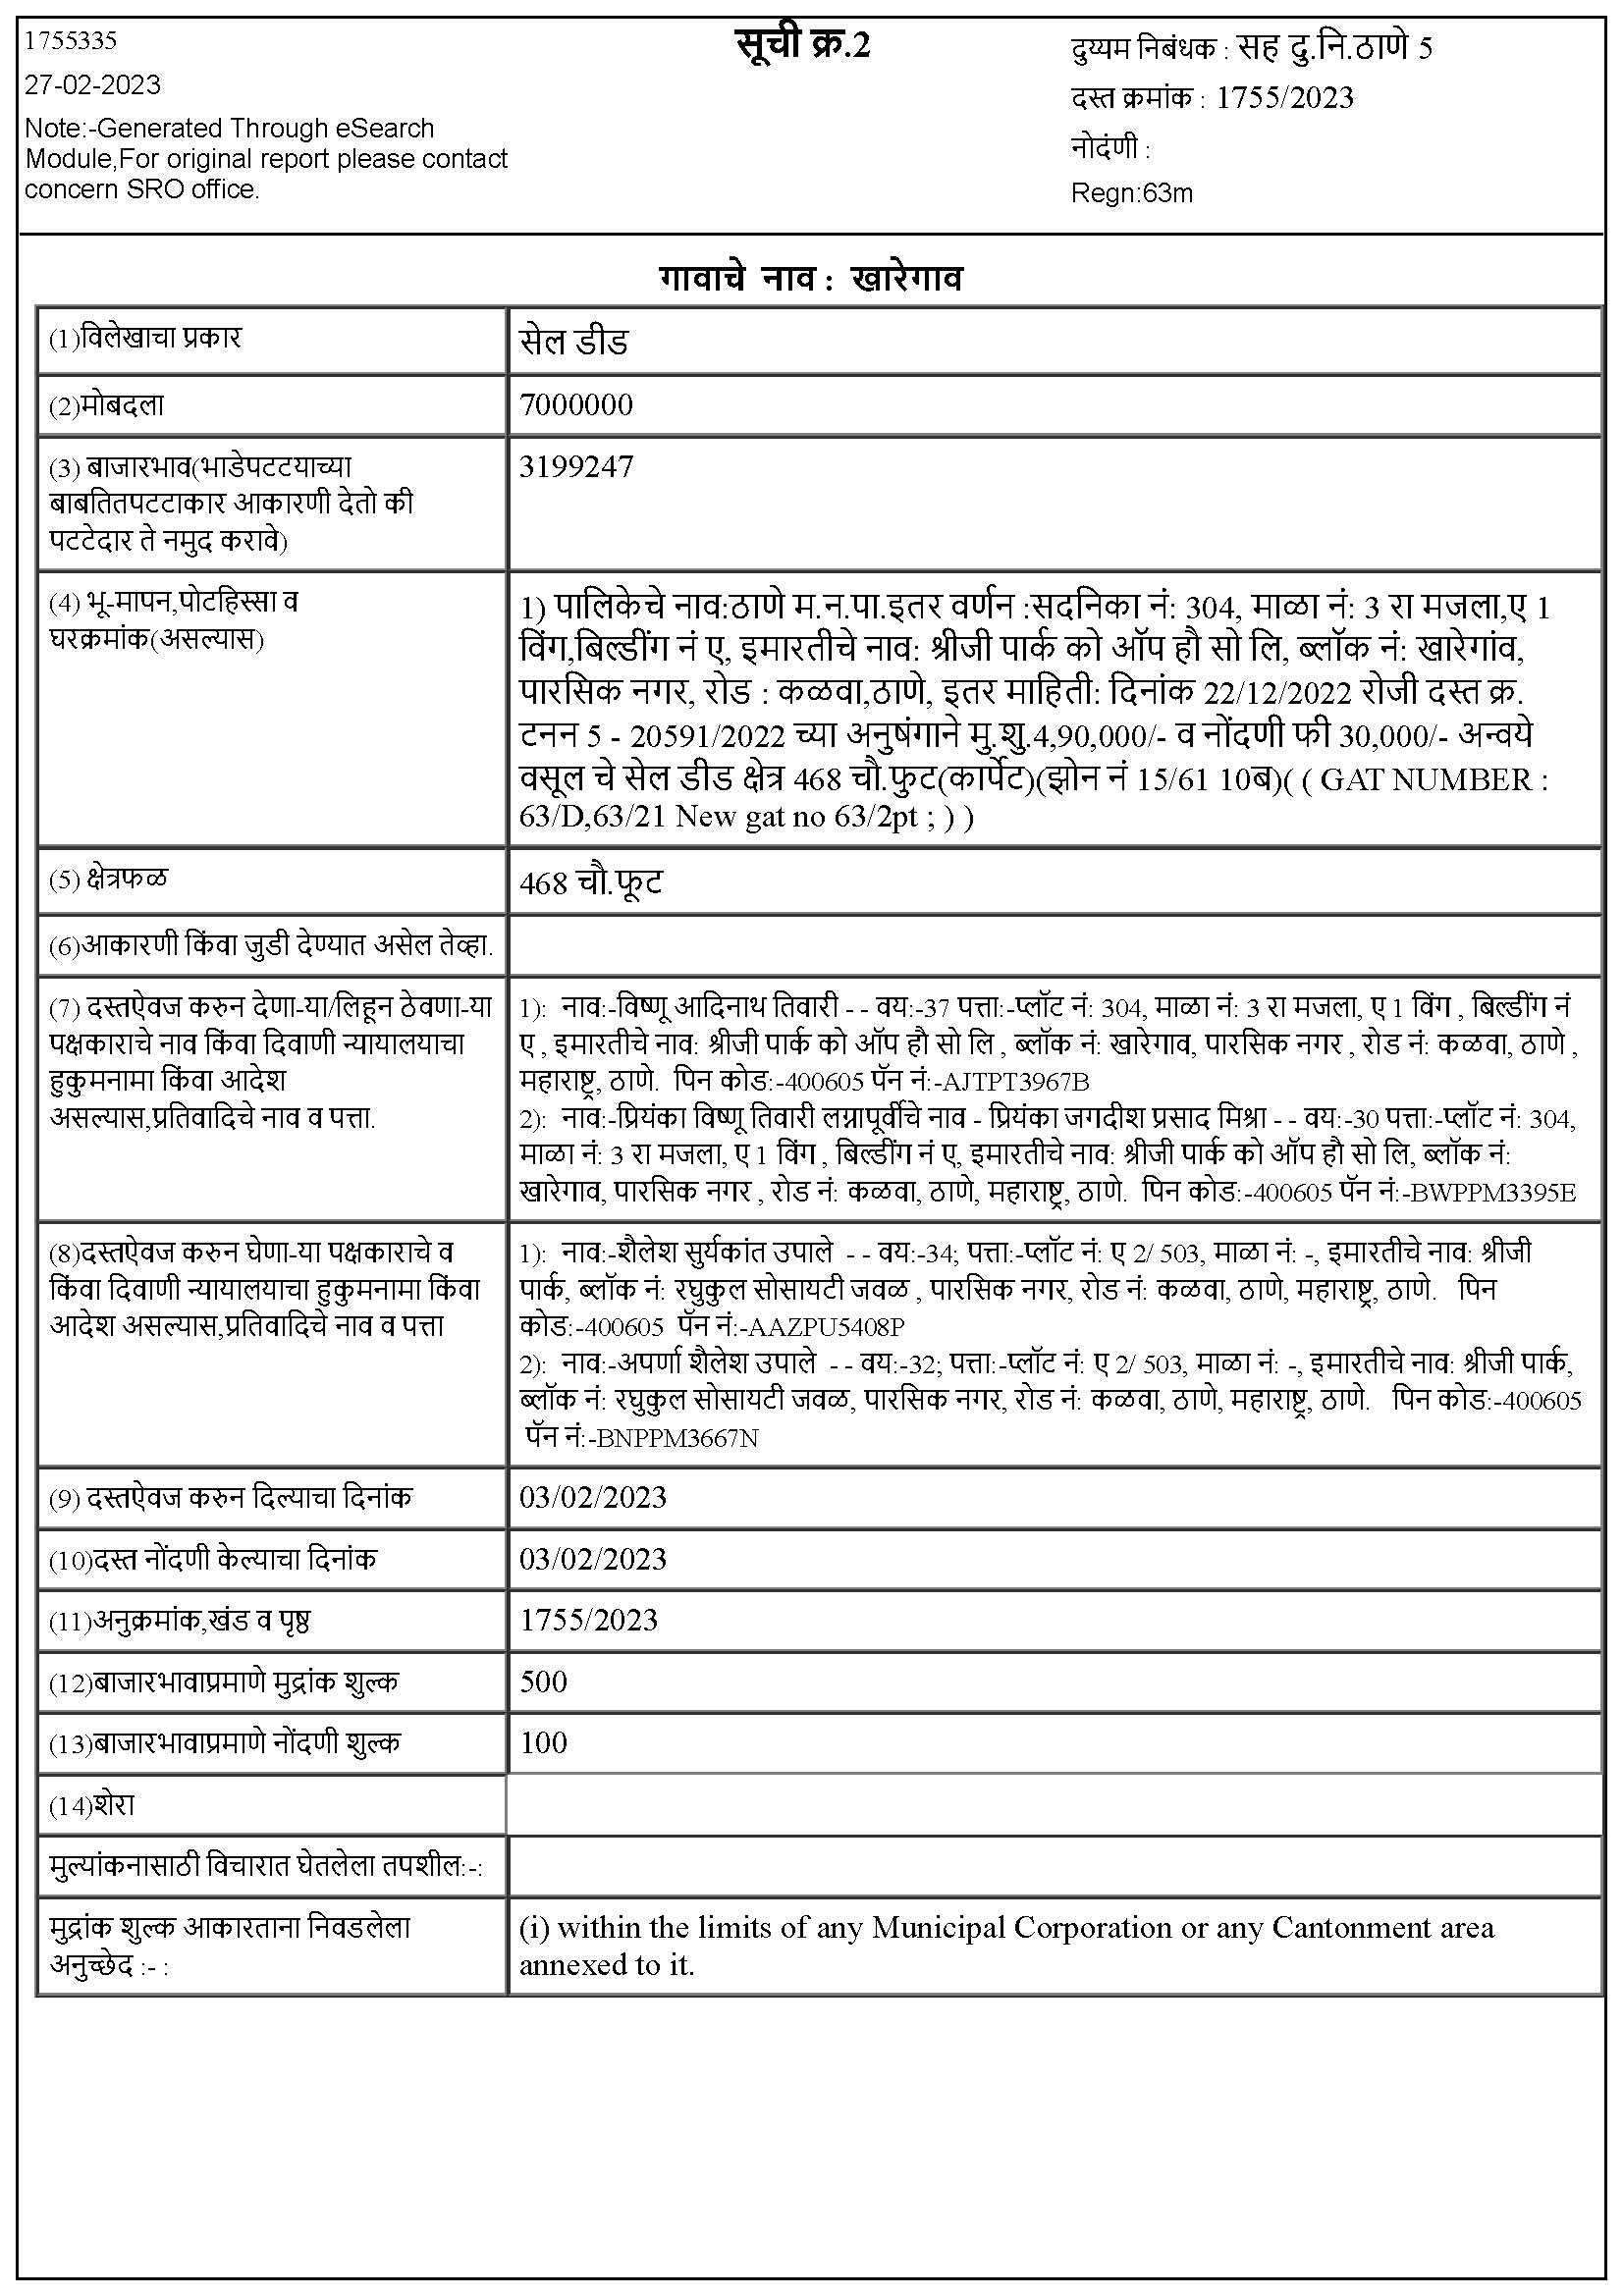 1755335
27-02-2023
Note:-Generated Through eSearch
Module,For original report please contact
concern SRO office.
सूची क्र.2
दुय्यम निबंधक : सह दु.नि.ठाणे 5
दस्त क्रमांक : 1755/2023
नोदंणी :
Regn:63m
गावाचे नाव : खारेगाव
(1)विलेखाचा प्रकार
सेल डीड
(2)मोबदला
7000000
(3) बाजारभाव(भाडेपटटयाच्या
बाबतितपटटाकार आकारणी देतो की
पटटेदार ते नमुद करावे)
3199247
(4) भू-मापन,पोटहिस्सा व
घरक्रमांक(असल्यास)
1) पालिकेचे नाव:ठाणे म.न.पा.इतर वर्णन :सदनिका नं: 304, माळा नं: 3 रा मजला,ए 1
विंग,बिल्डींग नं ए, इमारतीचे नाव: श्रीजी पार्क को ऑप हौ सो लि, ब्लॉक नं: खारेगांव,
पारसिक नगर, रोड : कळवा,ठाणे, इतर माहिती: दिनांक 22/12/2022 रोजी दस्त क्र.
टनन 5 - 20591/2022 च्या अनुषंगाने मु.शु.4,90,000/- व नोंदणी फी 30,000/- अन्वये
वसूल चे सेल डीड क्षेत्र 468 चौ.फुट(कार्पेट)(झोन नं 15/61 10ब)( ( GAT NUMBER :
63/D,63/21 New gat no 63/2pt ; ) )
(5) क्षेत्रफळ
468 चौ.फूट
(6)आकारणी किंवा जुडी देण्यात असेल तेव्हा.
(7) दस्तऐवज करुन देणा-या/लिहून ठेवणा-या
पक्षकाराचे नाव किंवा दिवाणी न्यायालयाचा
हुकुमनामा किंवा आदेश
असल्यास,प्रतिवादिचे नाव व पत्ता.
1): नाव:-विष्णू आदिनाथ तिवारी - - वय:-37 पत्ता:-प्लॉट नं: 304, माळा नं: 3 रा मजला, ए 1 विंग , बिल्डींग नं
ए , इमारतीचे नाव: श्रीजी पार्क को ऑप हौ सो लि , ब्लॉक नं: खारेगाव, पारसिक नगर , रोड नं: कळवा, ठाणे ,
महाराष्ट्र, ठाणे. पिन कोड:-400605 पॅन नं:-AJTPT3967B
2): नाव:-प्रियंका विष्णू तिवारी लग्नापूर्वीचे नाव - प्रियंका जगदीश प्रसाद मिश्रा - - वय:-30 पत्ता:-प्लॉट नं: 304,
माळा नं: 3 रा मजला, ए 1 विंग , बिल्डींग नं ए, इमारतीचे नाव: श्रीजी पार्क को ऑप हौ सो लि, ब्लॉक नं:
खारेगाव, पारसिक नगर , रोड नं: कळवा, ठाणे, महाराष्ट्र, ठाणे. पिन कोड:-400605 पॅन नं:-BWPPM3395E
(8)दस्तऐवज करुन घेणा-या पक्षकाराचे व
किंवा दिवाणी न्यायालयाचा हुकुमनामा किंवा
आदेश असल्यास,प्रतिवादिचे नाव व पत्ता
1): नाव:-शैलेश सुर्यकांत उपाले - - वय:-34; पत्ता:-प्लॉट नं: ए 2/ 503, माळा नं: -, इमारतीचे नाव: श्रीजी
पार्क, ब्लॉक नं: रघुकुल सोसायटी जवळ , पारसिक नगर, रोड नं: कळवा, ठाणे, महाराष्ट्र, ठाणे. पिन
कोड:-400605 पॅन नं:-AAZPU5408P
2): नाव:-अपर्णा शैलेश उपाले - - वय:-32; पत्ता:-प्लॉट नं: ए 2/ 503, माळा नं: -, इमारतीचे नाव: श्रीजी पार्क,
ब्लॉक नं: रघुकुल सोसायटी जवळ, पारसिक नगर, रोड नं: कळवा, ठाणे, महाराष्ट्र, ठाणे. पिन कोड:-400605
पॅन नं:-BNPPM3667N
(9) दस्तऐवज करुन दिल्याचा दिनांक
03/02/2023
(10)दस्त नोंदणी केल्याचा दिनांक
03/02/2023
(11)अनुक्रमांक,खंड व पृष्ठ
1755/2023
(12)बाजारभावाप्रमाणे मुद्रांक शुल्क
500
(13)बाजारभावाप्रमाणे नोंदणी शुल्क
100
(14)शेरा
मुल्यांकनासाठी विचारात घेतलेला तपशील:-:
मुद्रांक शुल्क आकारताना निवडलेला
अनुच्छेद :- :
(i) within the limits of any Municipal Corporation or any Cantonment area
annexed to it.